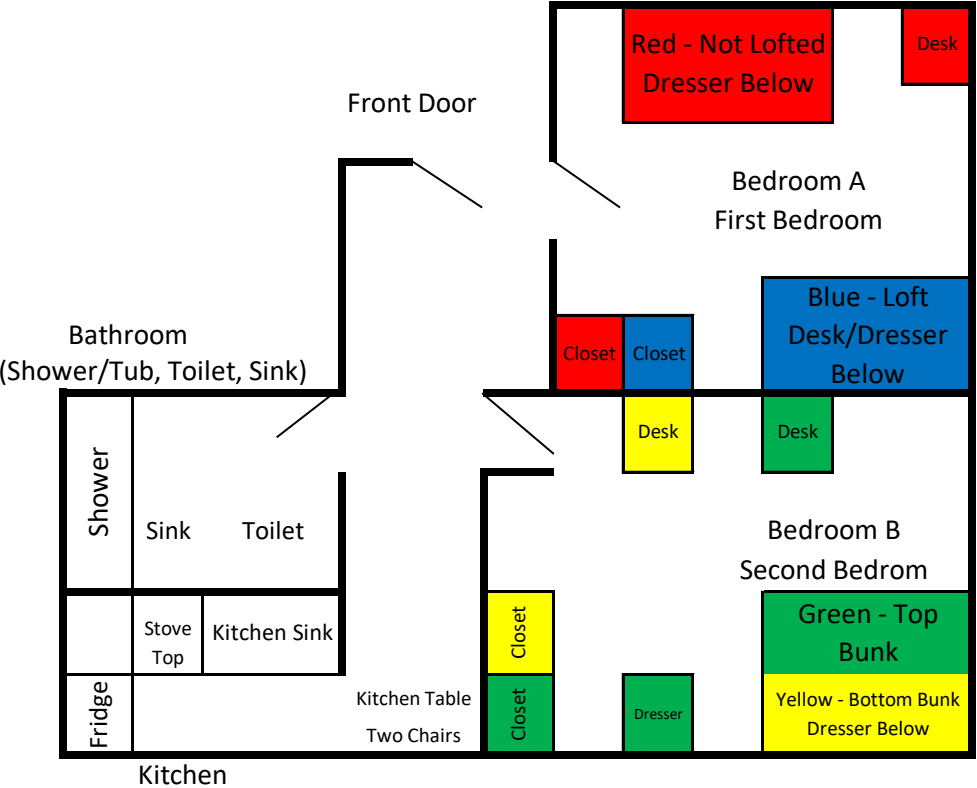 Red - Not Lofted
Dresser Below
Desk
Front Door
Bedroom A
First Bedroom
Blue - Loft
Desk/Dresser
Below
Closet
Closet
Bathroom
(Shower/Tub, Toilet, Sink)
Desk
Desk
Shower
Sink
Toilet
Bedroom B
Second Bedrom
Stove
Top
Kitchen Sink
Closet
Green - Top
Bunk
Fridge
Kitchen Table
Two Chairs
Closet
Dresser
Yellow - Bottom Bunk
Dresser Below
Kitchen